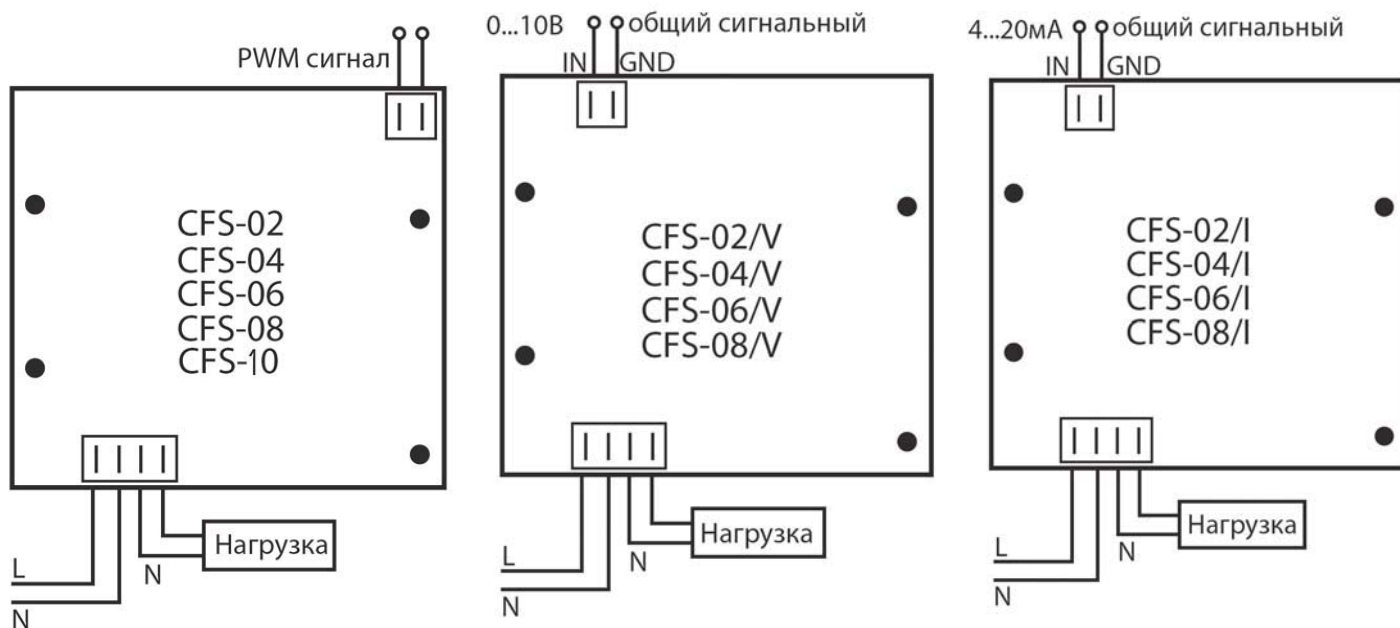 PWM сигнал
CFS-02
CFS-04
CFS-06
CFS-08
CFS-10
Нагрузка
L
N
N
0...10В общий сигнальный
IN GND
CFS-02/V
CFS-04/V
CFS-06/V
CFS-08/V
Нагрузка
L
N
N
4...20мА общий сигнальный
IN GND
CFS-02/I
CFS-04/I
CFS-06/I
CFS-08/I
Нагрузка
L
N
N